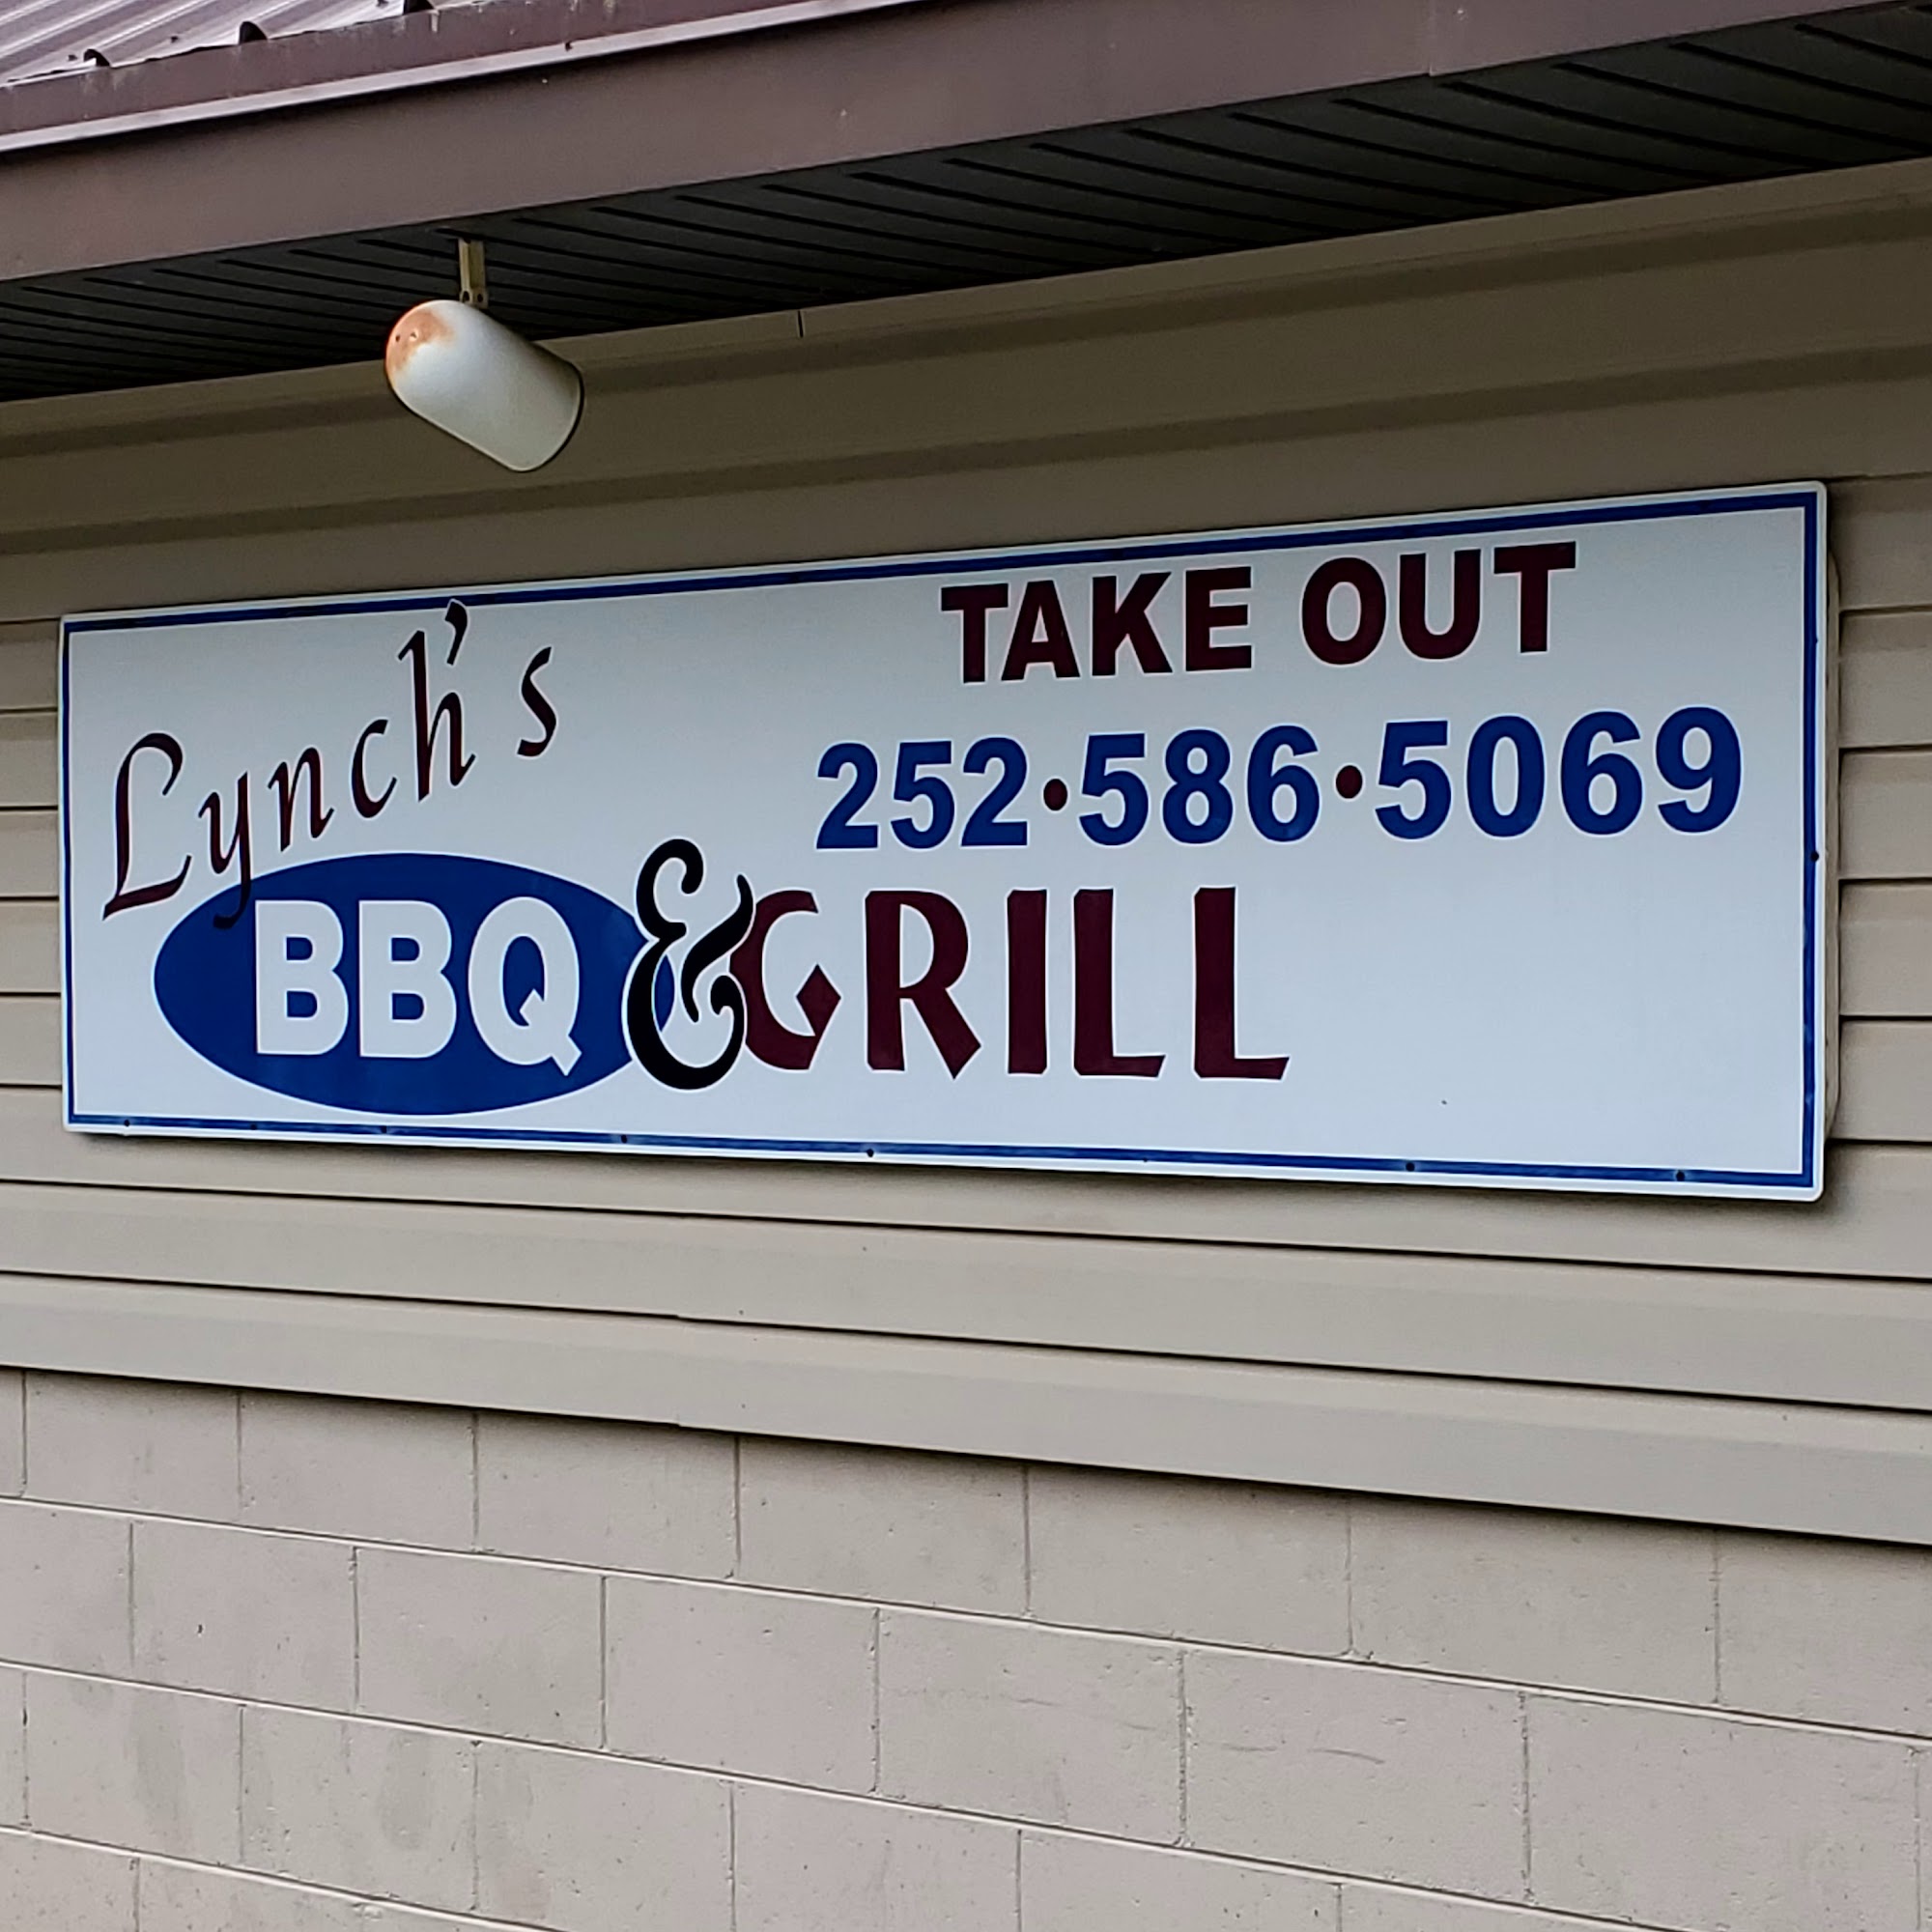 Lynch's
BBQ & GRILL
TAKE OUT
252•586•5069